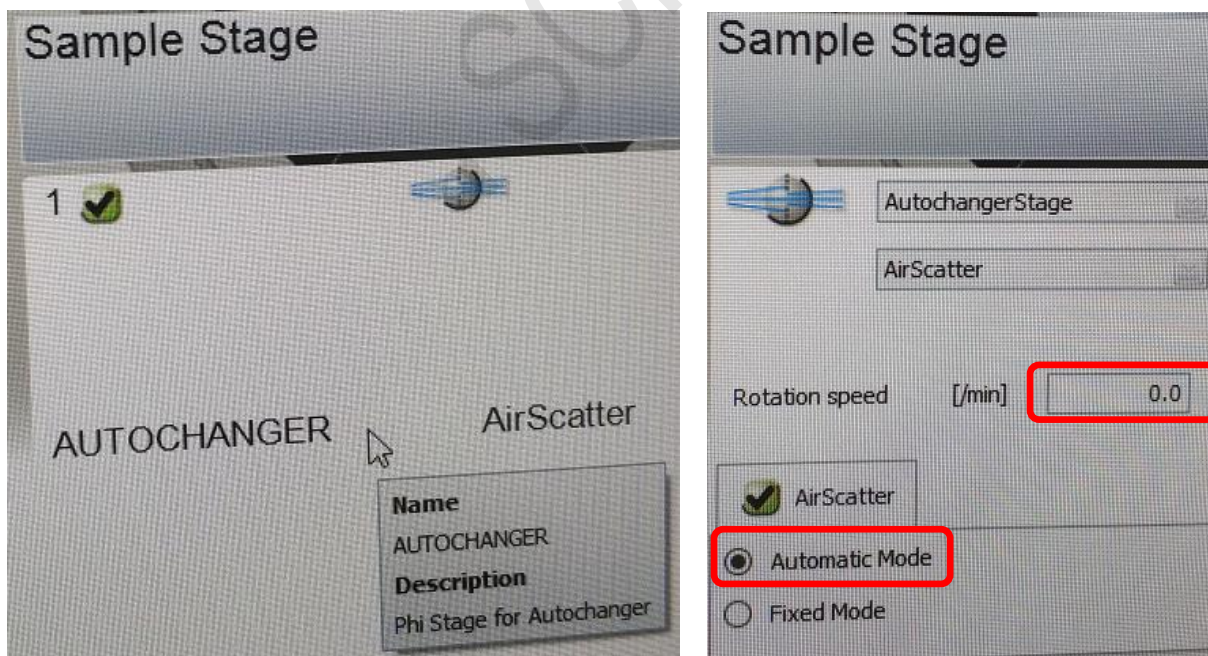 Sample Stage
1
AUTOCHANGER
AirScatter
Name
AUTOCHANGER
Description
Phi Stage for Autochanger
Sample Stage
AutochangerStage
AirScatter
Rotation speed [/min] 0.0
AirScatter
Automatic Mode
Fixed Mode